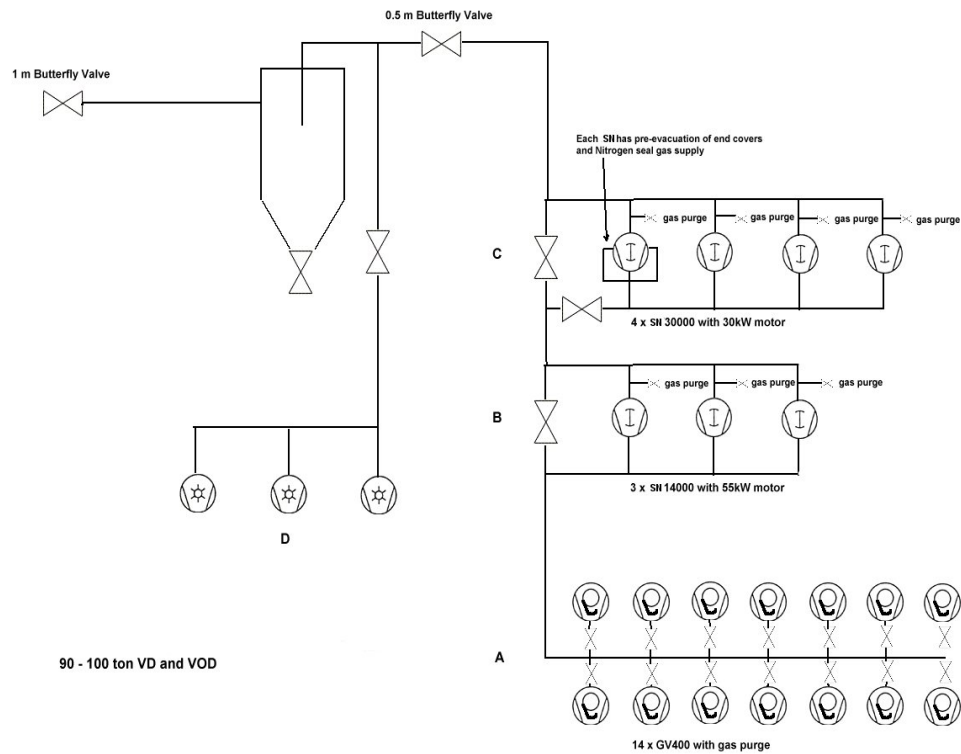 0.5 m Butterfly Valve
1 m Butterfly Valve
Each SN has pre-evacuation of end covers
and Nitrogen seal gas supply
gas purge
gas purge
gas purge
gas purge
C
4 x SN 30000 with 30kW motor
gas purge
gas purge
gas purge
B
3 x SN 14000 with 55kW motor
D
A
90 - 100 ton VD and VOD
14 x GV400 with gas purge